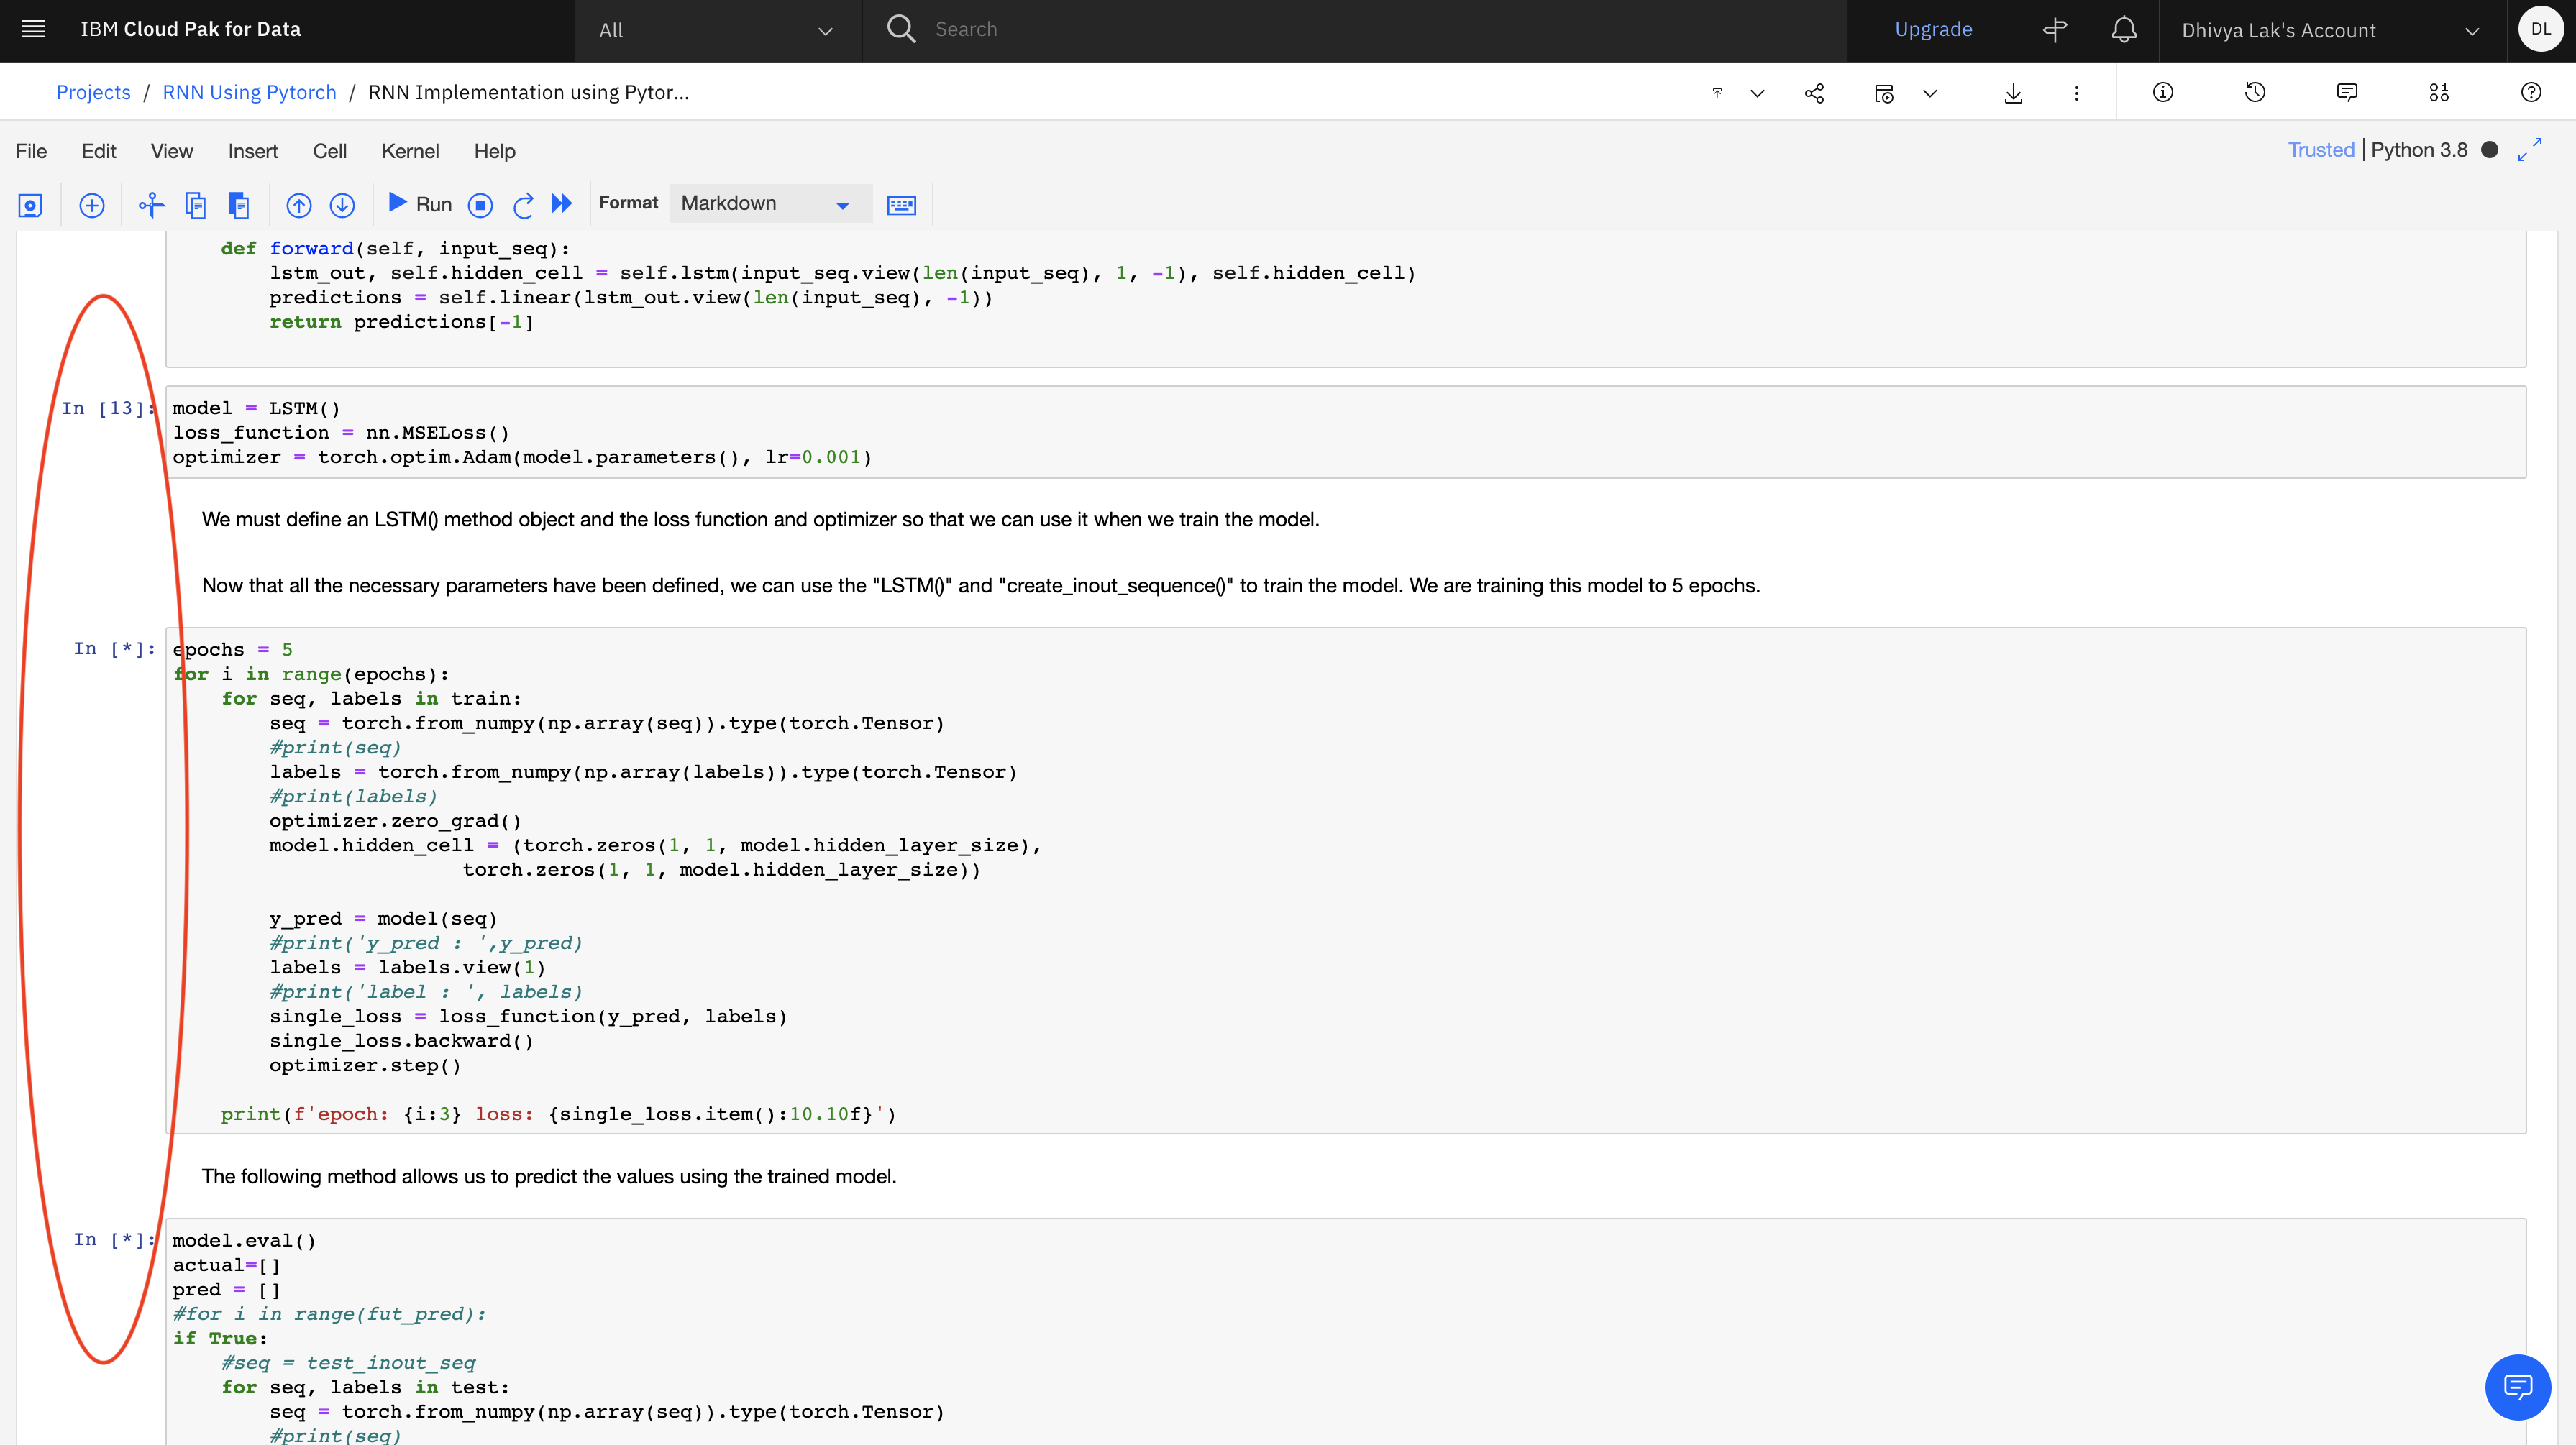 IBM Cloud Pak for Data
All
Search
Upgrade
Dhivya Lak's Account
DL
Projects / RNN Using Pytorch / RNN Implementation using Pytor...
File Edit View Insert Cell Kernel Help
Trusted | Python 3.8
Run
Format
Markdown
def forward(self, input_seq):
lstm_out, self.hidden_cell = self.lstm(input_seq.view(len(input_seq), 1, -1), self.hidden_cell)
predictions = self.linear(lstm_out.view(len(input_seq), -1))
return predictions[-1]
In [13]:
model = LSTM()
loss_function = nn.MSELoss()
optimizer = torch.optim.Adam(model.parameters(), lr=0.001)
We must define an LSTM() method object and the loss function and optimizer so that we can use it when we train the model.
Now that all the necessary parameters have been defined, we can use the "LSTM()" and "create_inout_sequence()" to train the model. We are training this model to 5 epochs.
In [*]:
epochs = 5
for i in range(epochs):
for seq, labels in train:
seq = torch.from_numpy(np.array(seq)).type(torch.Tensor)
#print(seq)
labels = torch.from_numpy(np.array(labels)).type(torch.Tensor)
#print(labels)
optimizer.zero_grad()
model.hidden_cell = (torch.zeros(1, 1, model.hidden_layer_size),
torch.zeros(1, 1, model.hidden_layer_size))
y_pred = model(seq)
#print('y_pred : ',y_pred)
labels = labels.view(1)
#print('label : ', labels)
single_loss = loss_function(y_pred, labels)
single_loss.backward()
optimizer.step()
print(f'epoch: {i:3} loss: {single_loss.item():10.10f}')
The following method allows us to predict the values using the trained model.
In [*]:
model.eval()
actual=[]
pred = []
#for i in range(fut_pred):
if True:
#seq = test_inout_seq
for seq, labels in test:
seq = torch.from_numpy(np.array(seq)).type(torch.Tensor)
#print(seq)